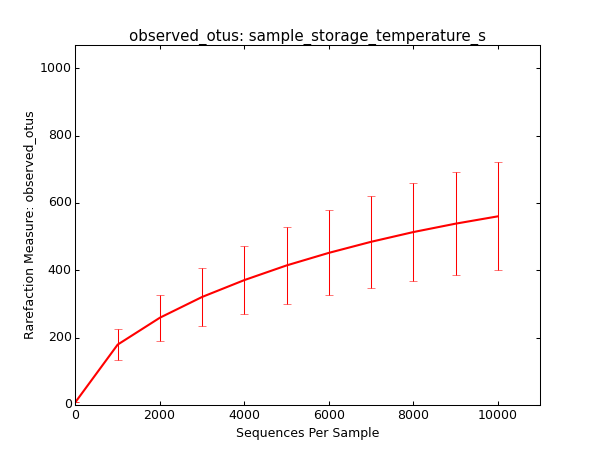 observed_otus: sample_storage_temperature_s
Rarefaction Measure: observed_otus
1000
800
600
400
200
0
0 2000 4000 6000 8000 10000
Sequences Per Sample